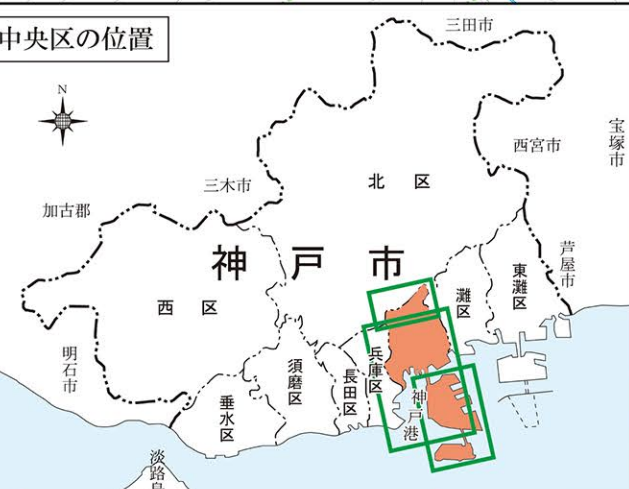 中央区の位置
三田市
N
宝塚市
西宮市
北区
三木市
加古郡
神戸市
芦屋市
東灘区
灘区
西区
兵庫区
須磨区
明石市
長田区
神戸港
垂水区
淡路島